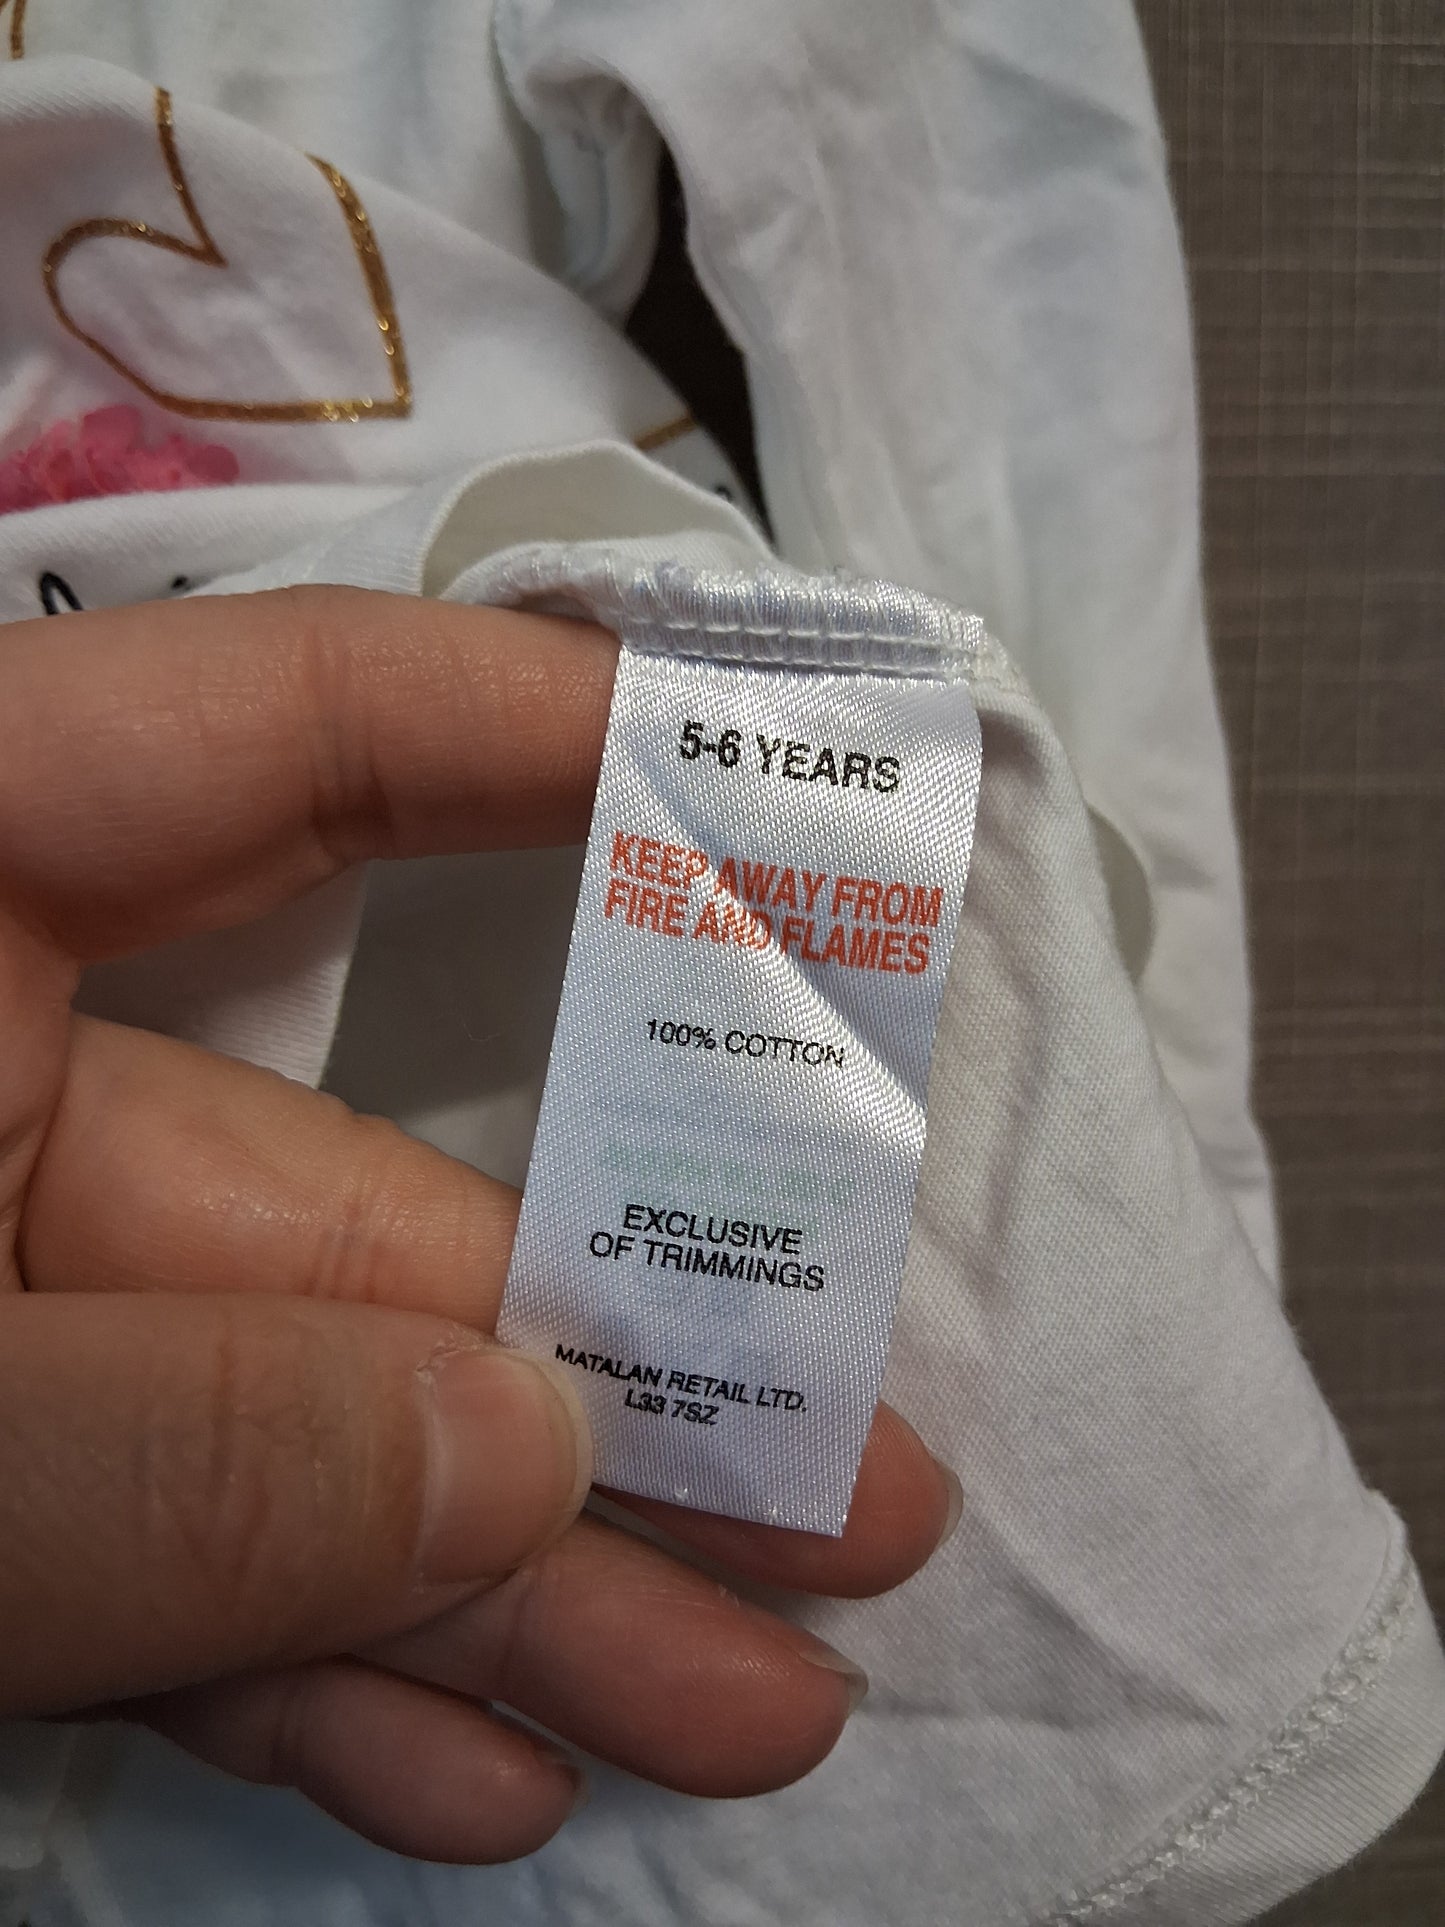 5-6 YEARS
KEEP AWAY FROM
FIRE AND FLAMES
100% COTTON
EXCLUSIVE
OF TRIMMINGS
MATALAN RETAIL LTD.
L33 7SZ